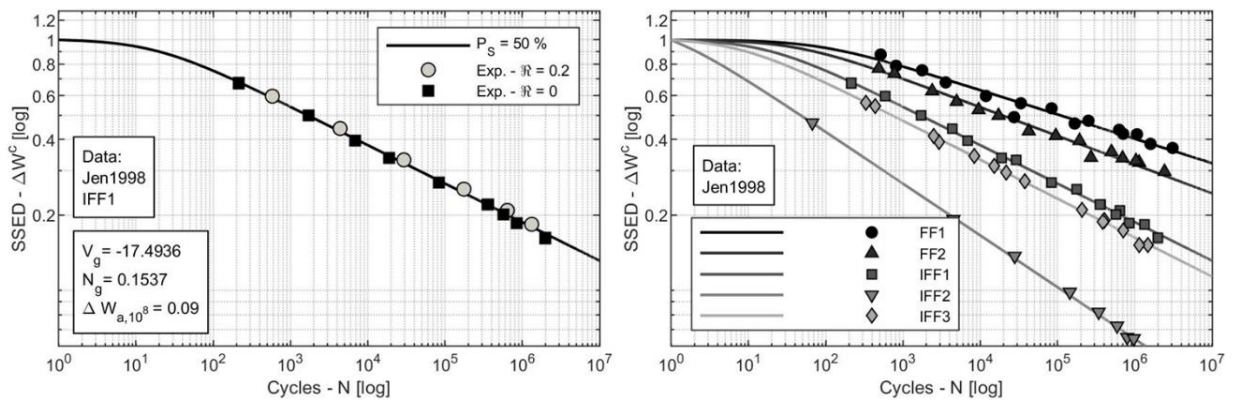 1.2
1
0.8
0.6
0.4
0.2
SSED - ΔW^c [log]
P_S = 50 %
Exp. - ℜ = 0.2
Exp. - ℜ = 0
Data:
Jen1998
IFF1
V_g = -17.4936
N_g = 0.1537
Δ W_a,10^8 = 0.09
10^0 10^1 10^2 10^3 10^4 10^5 10^6 10^7
Cycles - N [log]
1.2
1
0.8
0.6
0.4
0.2
SSED - ΔW^c [log]
Data:
Jen1998
FF1
FF2
IFF1
IFF2
IFF3
10^0 10^1 10^2 10^3 10^4 10^5 10^6 10^7
Cycles - N [log]